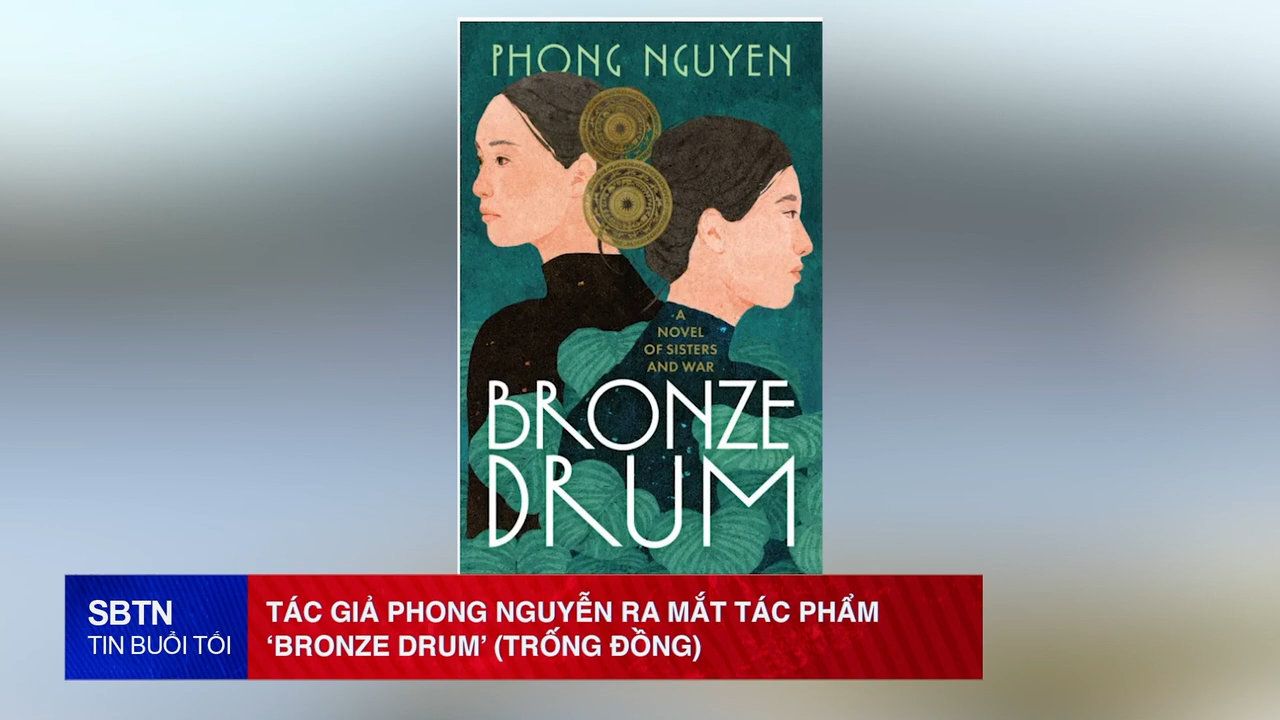 PHONG NGUYEN
A
NOVEL
OF SISTERS
AND WAR
BRONZE
DRUM
SBTN
TIN BUỔI TỐI
TÁC GIẢ PHONG NGUYỄN RA MẮT TÁC PHẨM
‘BRONZE DRUM’ (TRỐNG ĐỒNG)